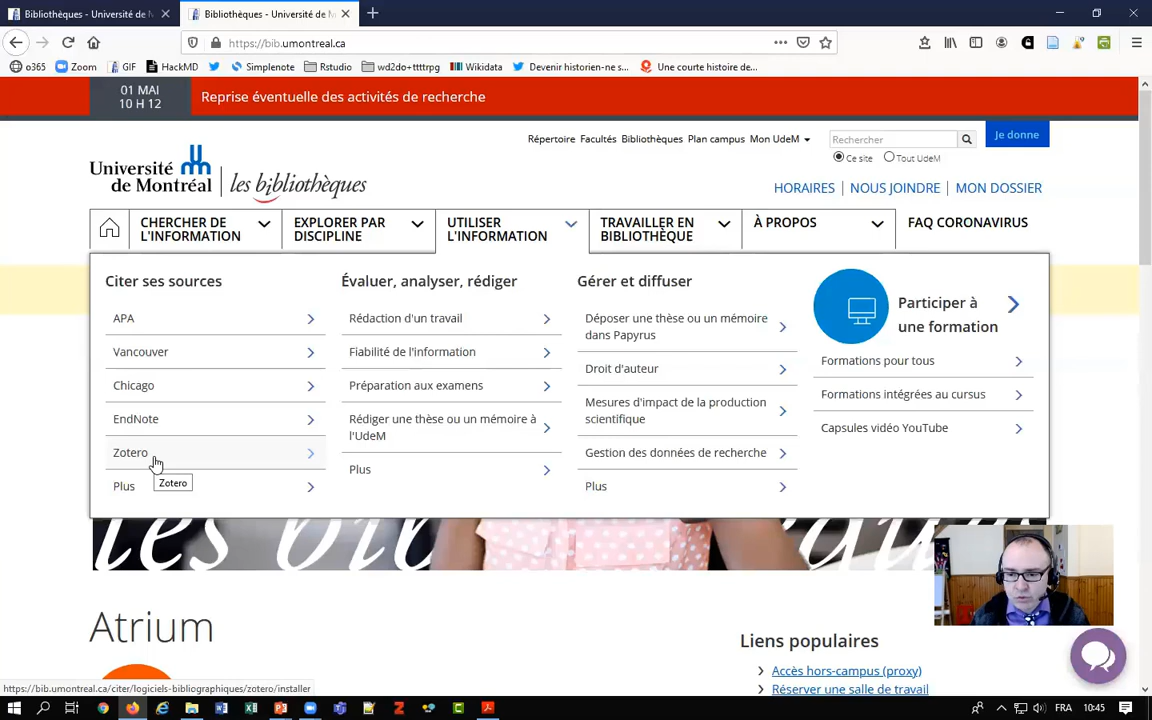 Bibliothèques - Université de M
Bibliothèques - Université de M
https://bib.umontreal.ca
o365
Zoom
GIF
HackMD
Simplenote
Rstudio
wd2do+ttttrpg
Wikidata
Devenir historien-ne s...
Une courte histoire de...
01 MAI
10 H 12
Reprise éventuelle des activités de recherche
Répertoire Facultés Bibliothèques Plan campus Mon UdeM
Rechercher
Ce site
Tout UdeM
Je donne
Université
de Montréal
les bibliothèques
HORAIRES | NOUS JOINDRE | MON DOSSIER
CHERCHER DE
L'INFORMATION
EXPLORER PAR
DISCIPLINE
UTILISER
L'INFORMATION
TRAVAILLER EN
BIBLIOTHÈQUE
À PROPOS
FAQ CORONAVIRUS
Citer ses sources
APA
Vancouver
Chicago
EndNote
Zotero
Zotero
Plus
Évaluer, analyser, rédiger
Rédaction d'un travail
Fiabilité de l'information
Préparation aux examens
Rédiger une thèse ou un mémoire à
l'UdeM
Plus
Gérer et diffuser
Déposer une thèse ou un mémoire
dans Papyrus
Droit d'auteur
Mesures d'impact de la production
scientifique
Gestion des données de recherche
Plus
Participer à
une formation
Formations pour tous
Formations intégrées au cursus
Capsules vidéo YouTube
Atrium
Liens populaires
Accès hors-campus (proxy)
Réserver une salle de travail
https://bib.umontreal.ca/citer/logiciels-bibliographiques/zotero/installer
FRA
10:45